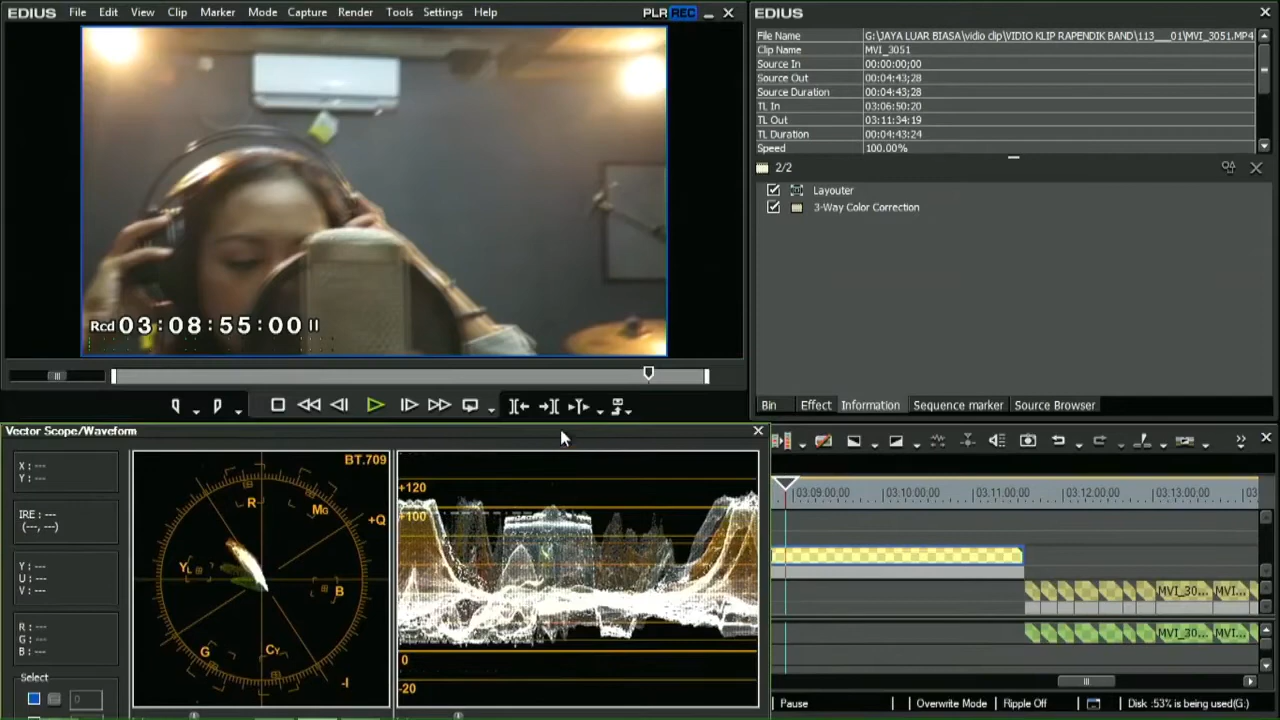 EDIUS File Edit View Clip Marker Mode Capture Render Tools Settings Help PLR REC
Rcd 03:08:55:00
EDIUS
File Name G:\JAYA LUAR BIASA\vidio clip\VIDIO KLIP RAPENDIK BAND\113___01\MVI_3051.MP4
Clip Name MVI_3051
Source In 00:00:00;00
Source Out 00:04:43;28
Source Duration 00:04:43;28
TL In 03:06:50:20
TL Out 03:11:34:19
TL Duration 00:04:43:24
Speed 100.00%
2/2
Layouter
3-Way Color Correction
Bin Effect Information Sequence marker Source Browser
Vector Scope/Waveform
X : ---
Y : ---
IRE : ---
(---, ---)
Y : ---
U : ---
V : ---
R : ---
G : ---
B : ---
Select
0
BT.709
R
MG
+Q
YL
B
G
CY
-I
+120
+100
0
-20
03:09:00:00 03:10:00:00 03:11:00:00 03:12:00:00 03:13:00:00 03
MVI_30... MVI...
MVI_30... MVI...
Pause Overwrite Mode Ripple Off Disk :53% is being used(G:)